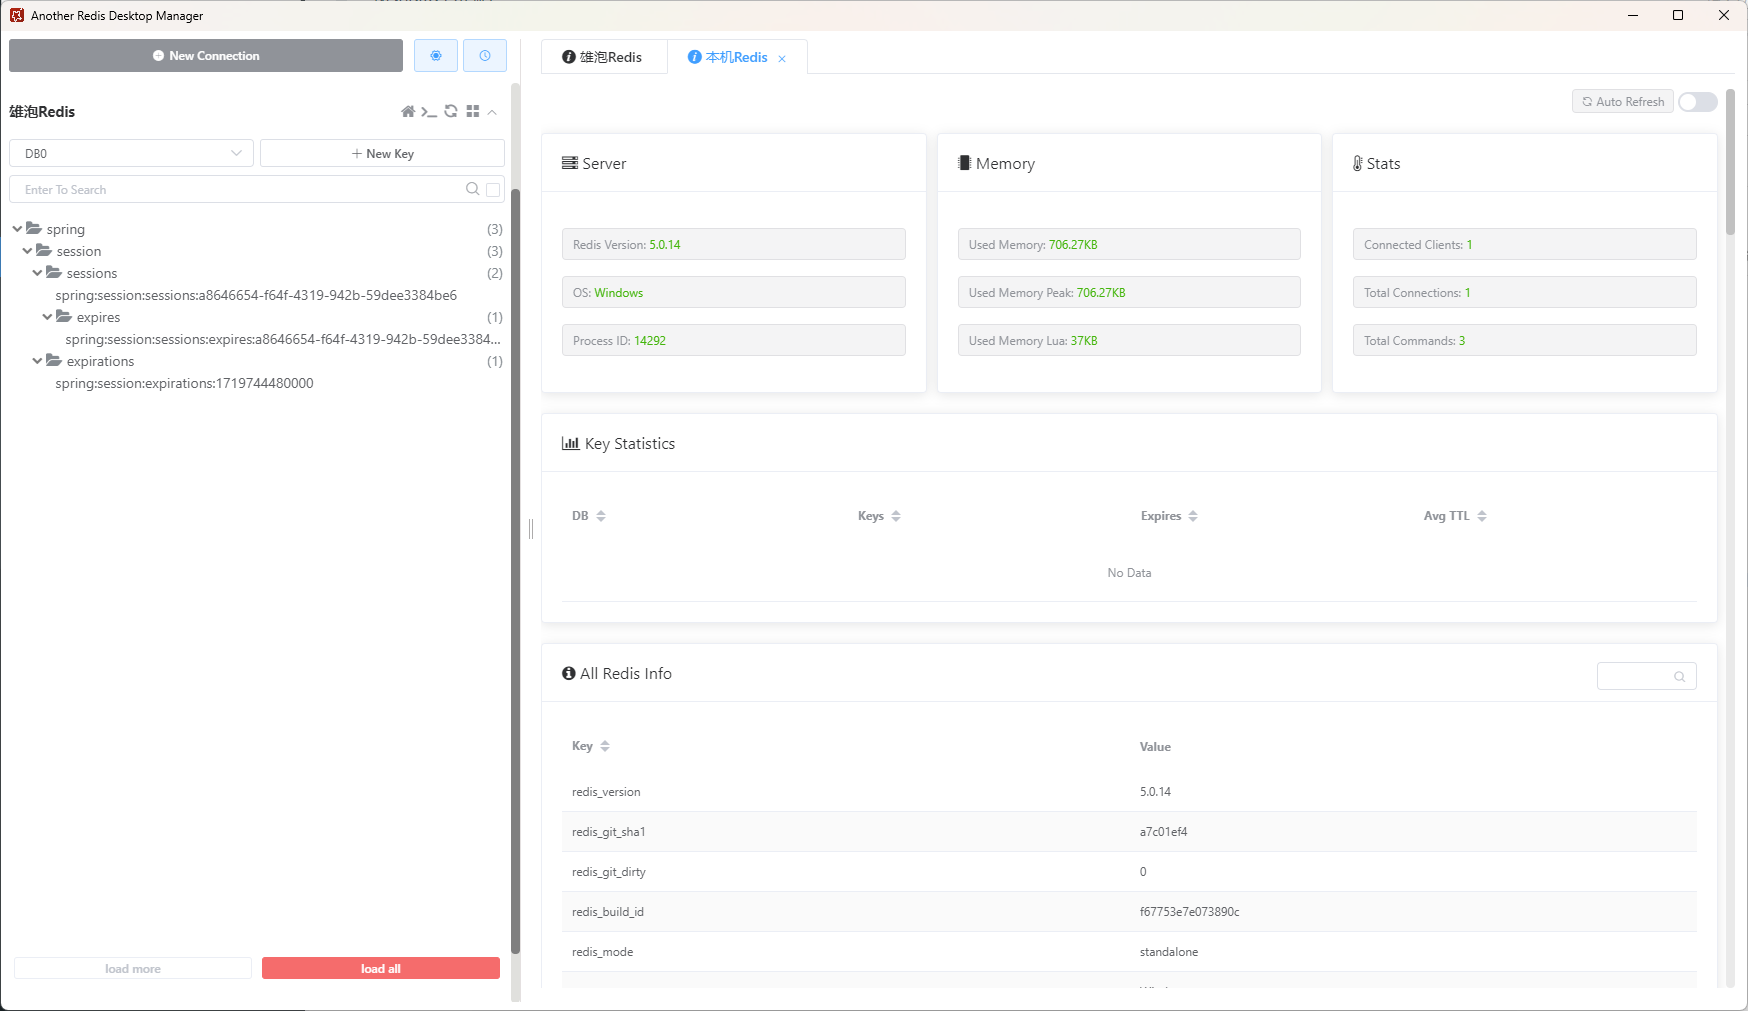 Another Redis Desktop Manager
New Connection
雄泡Redis
DB0
New Key
Enter To Search
spring (3)
session (3)
sessions (2)
spring:session:sessions:a8646654-f64f-4319-942b-59dee3384be6
expires (1)
spring:session:sessions:expires:a8646654-f64f-4319-942b-59dee3384...
expirations (1)
spring:session:expirations:1719744480000
load more
load all
雄泡Redis
本机Redis
Auto Refresh
Server
Redis Version: 5.0.14
OS: Windows
Process ID: 14292
Memory
Used Memory: 706.27KB
Used Memory Peak: 706.27KB
Used Memory Lua: 37KB
Stats
Connected Clients: 1
Total Connections: 1
Total Commands: 3
Key Statistics
DB Keys Expires Avg TTL
No Data
All Redis Info
Key Value
redis_version 5.0.14
redis_git_sha1 a7c01ef4
redis_git_dirty 0
redis_build_id f67753e7e073890c
redis_mode standalone